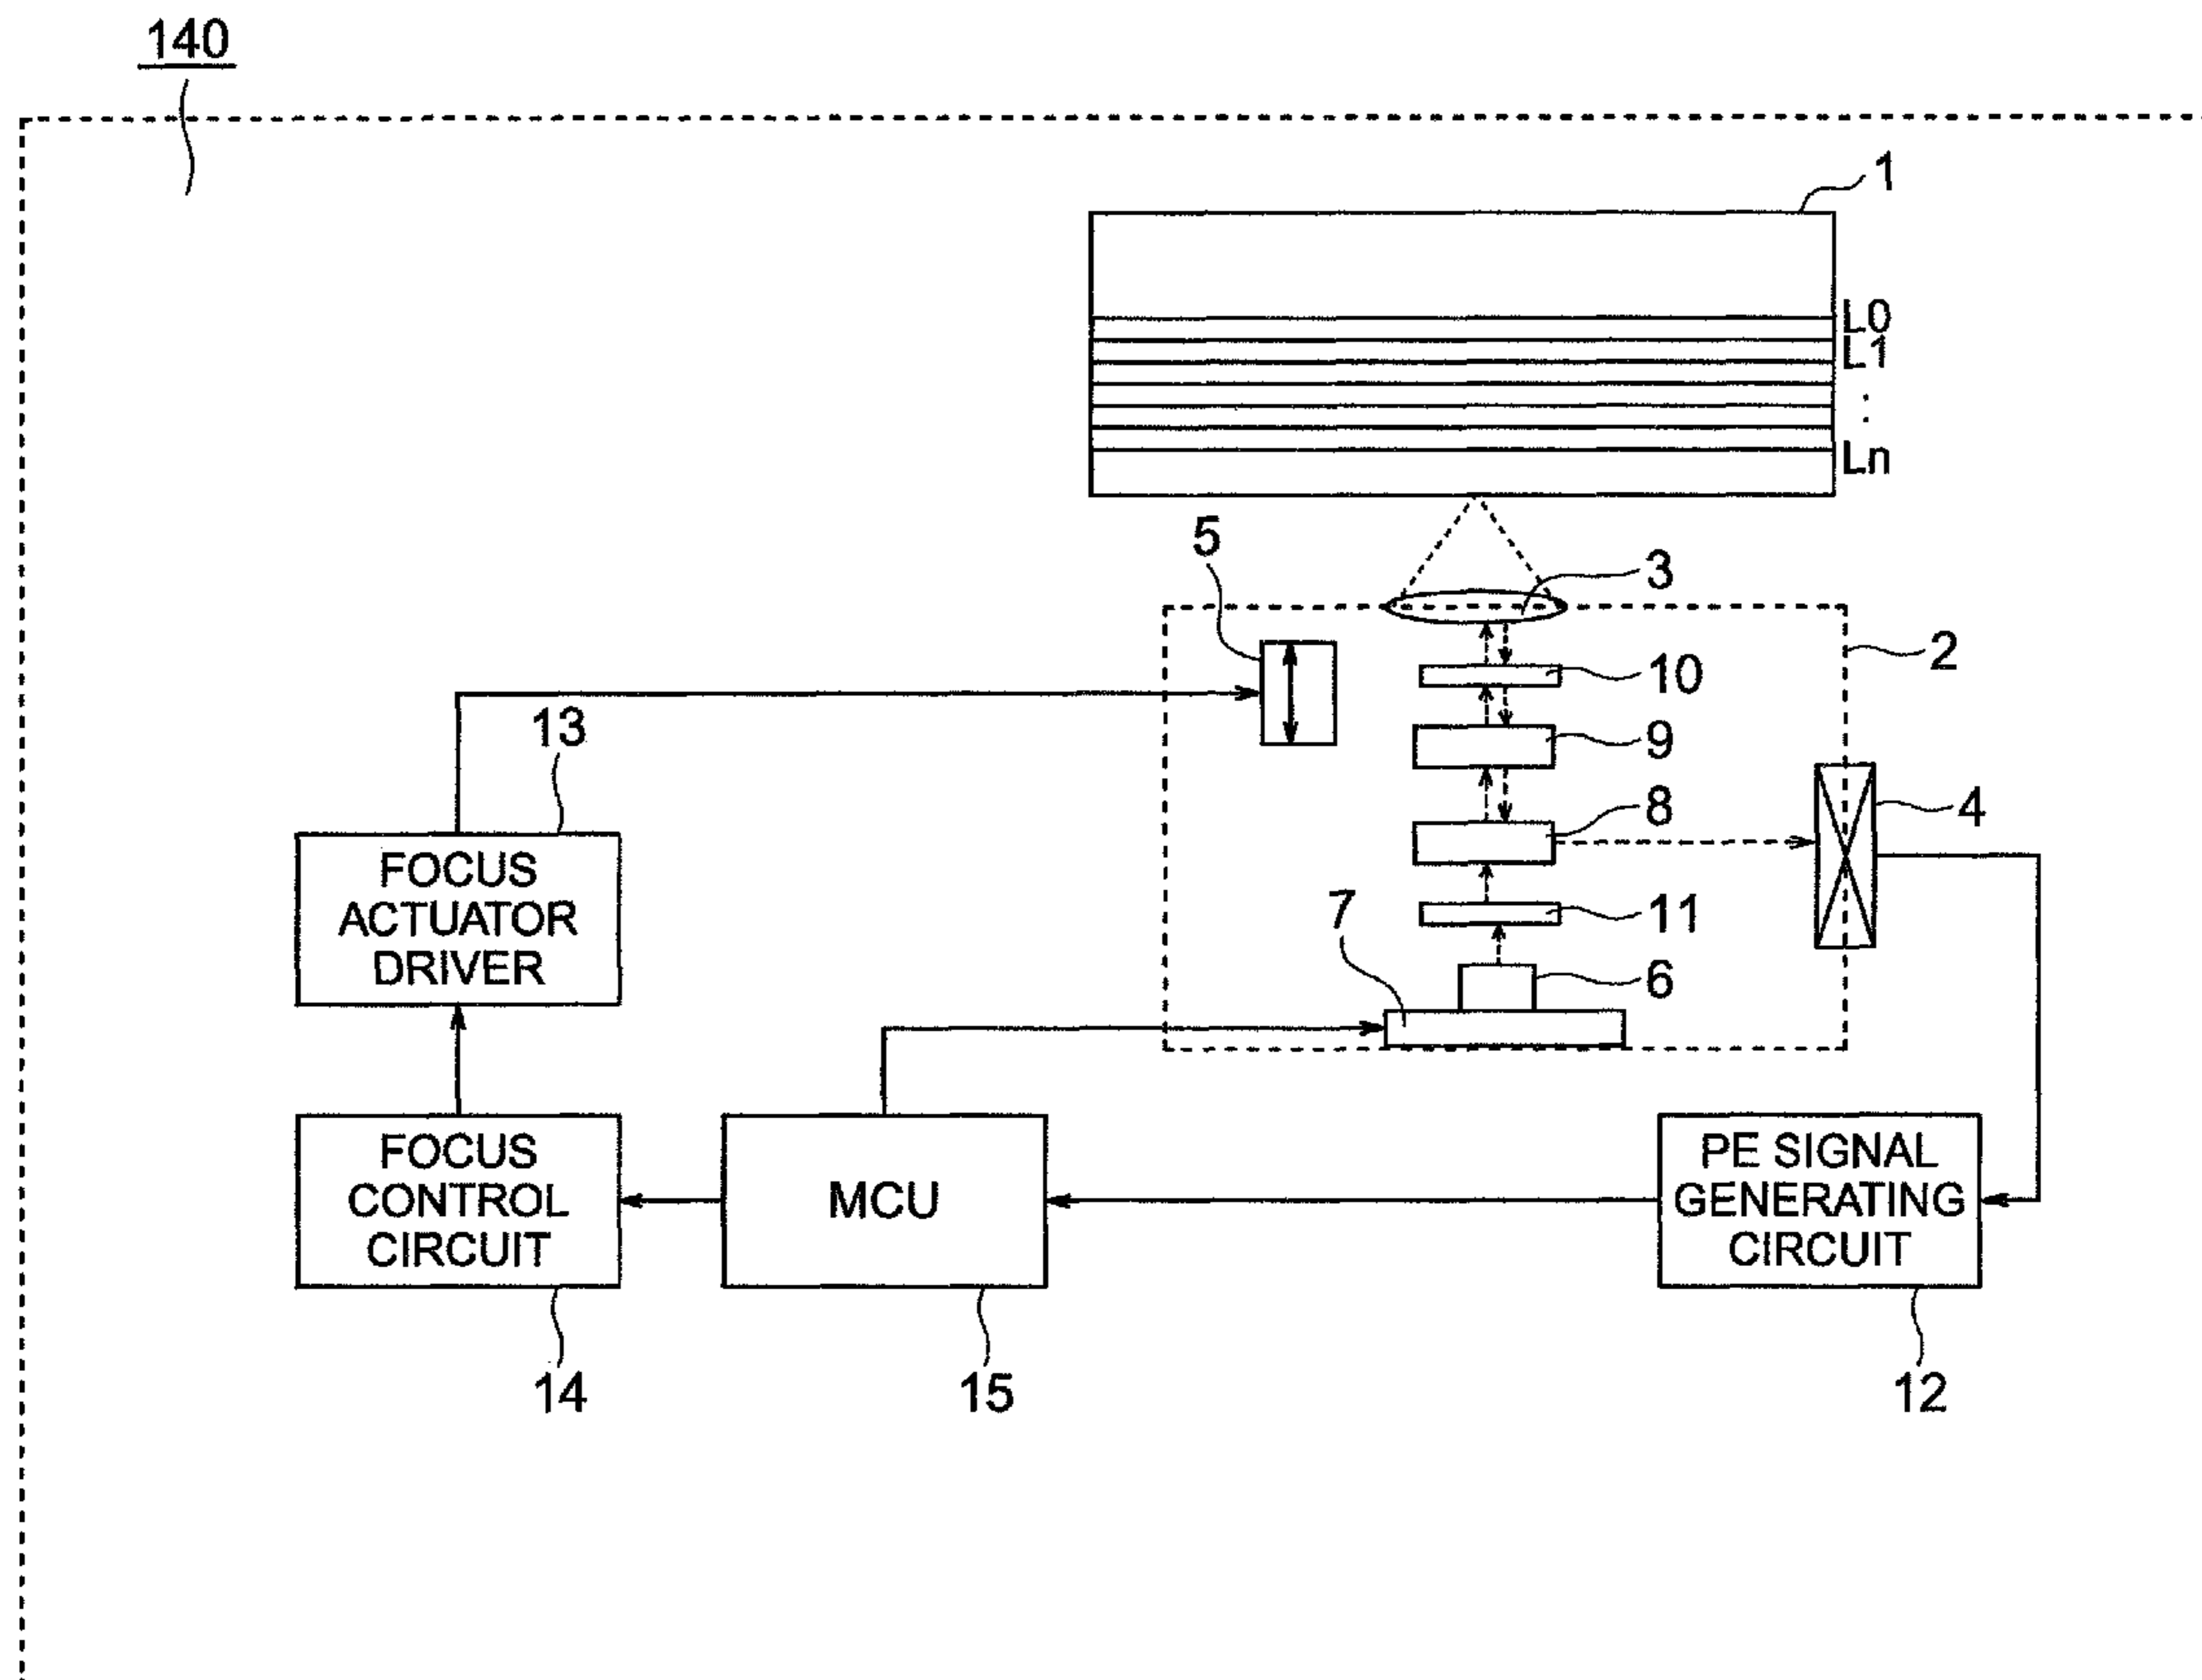 140
1
L0
L1
:
Ln
5
3
2
10
13
9
8
4
FOCUS
ACTUATOR
DRIVER
7
11
6
FOCUS
CONTROL
CIRCUIT
MCU
PE SIGNAL
GENERATING
CIRCUIT
14
15
12